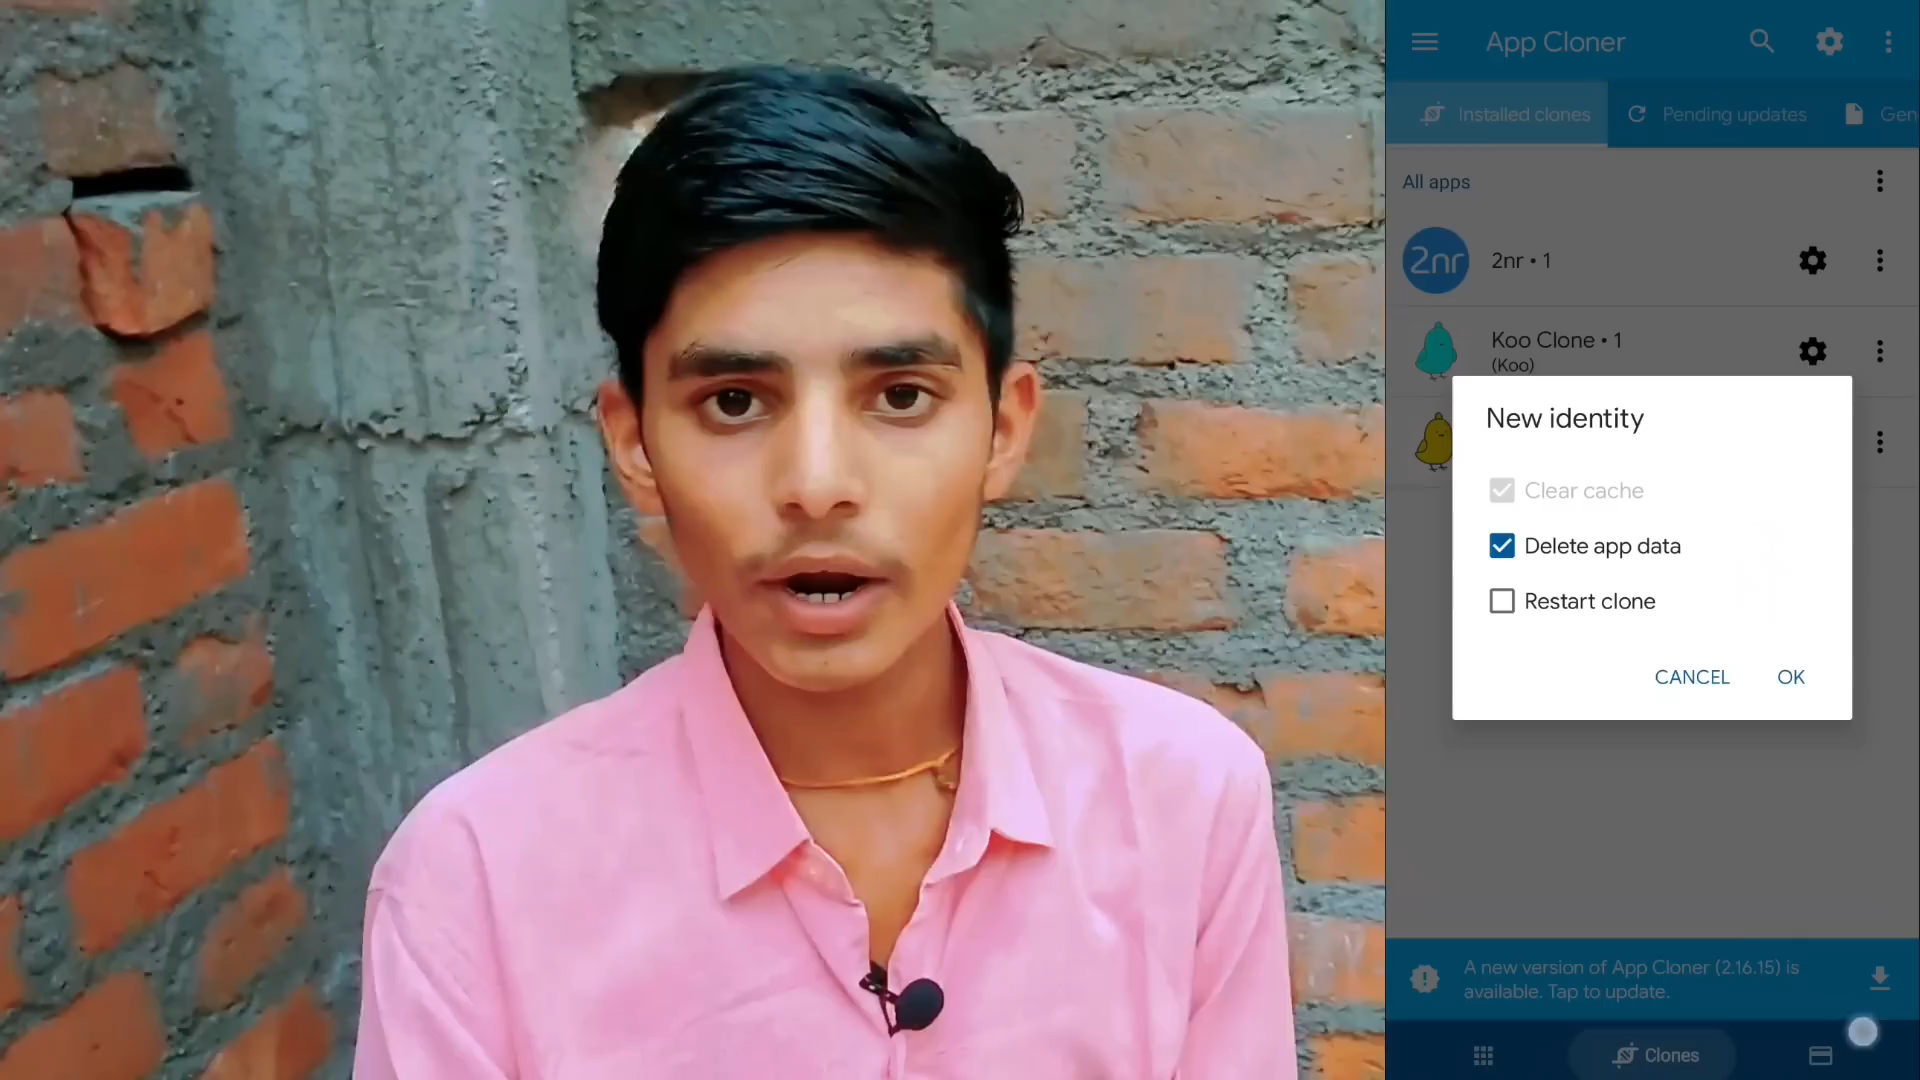 App Cloner
Installed clones
Pending updates
Gen
All apps
2nr
2nr • 1
Koo Clone • 1
(Koo)
New identity
Clear cache
Delete app data
Restart clone
CANCEL
OK
A new version of App Cloner (2.16.15) is
available. Tap to update.
Clones